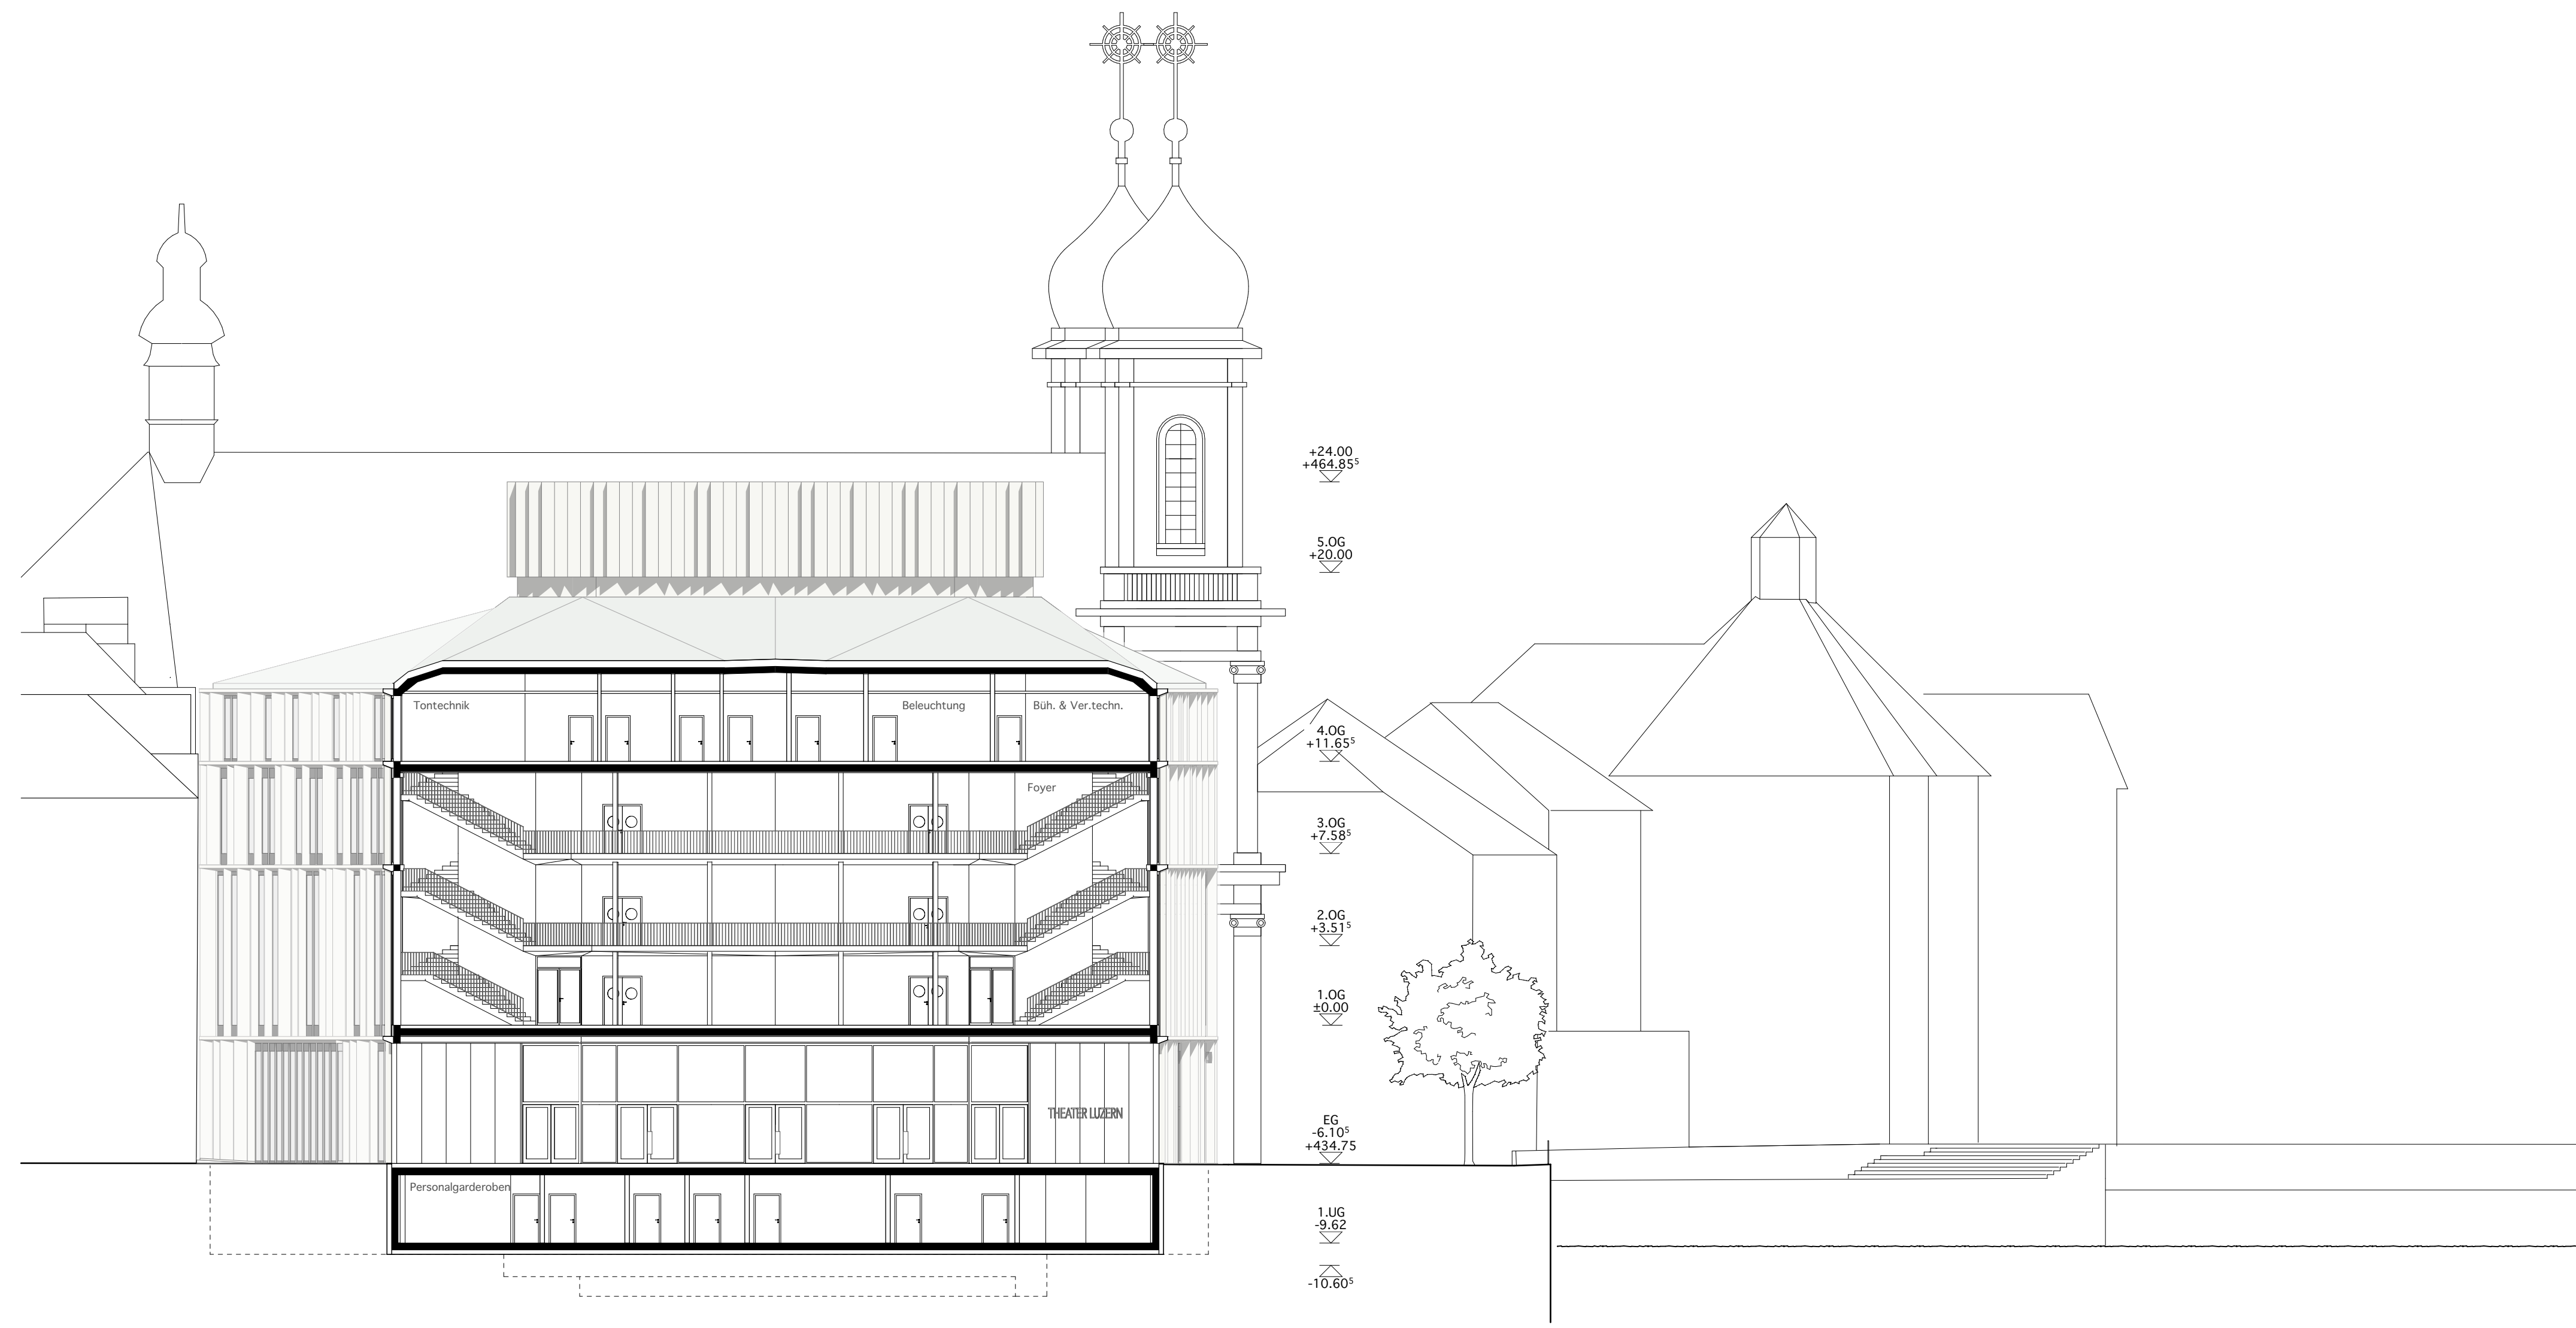 +24.00
+464.85⁵
5.OG
+20.00
Tontechnik
Beleuchtung
Büh. & Ver.techn.
4.OG
+11.65⁵
Foyer
3.OG
+7.58⁵
2.OG
+3.51⁵
1.OG
±0.00
THEATER LUZERN
EG
-6.10⁵
+434.75
Personalgarderoben
1.UG
-9.62
-10.60⁵